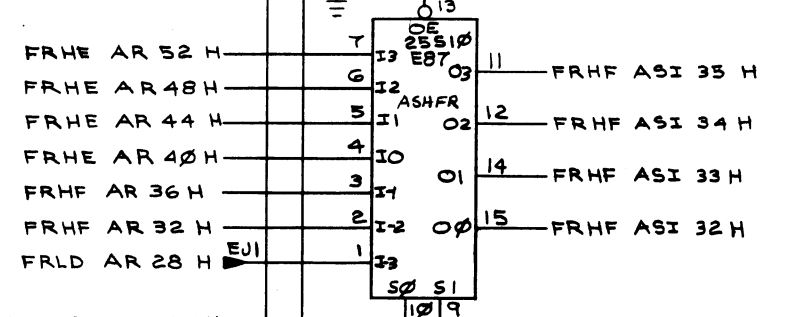 13
OE
25S10
E87
ASHFR
FRHE AR 52 H 7 I3
FRHE AR 48 H 6 I2
FRHE AR 44 H 5 I1
FRHE AR 40 H 4 I0
FRHF AR 36 H 3 I-1
FRHF AR 32 H 2 I-2
FRLD AR 28 H EJ1 1 I-3
O3 11 FRHF ASI 35 H
O2 12 FRHF ASI 34 H
O1 14 FRHF ASI 33 H
O0 15 FRHF ASI 32 H
S0 S1
10 9